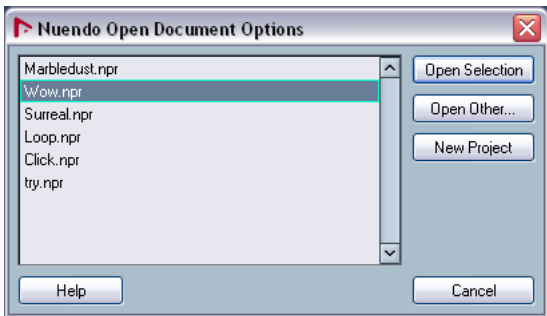 Nuendo Open Document Options
Marbledust.npr
Wow.npr
Surreal.npr
Loop.npr
Click.npr
try.npr
Open Selection
Open Other...
New Project
Help
Cancel